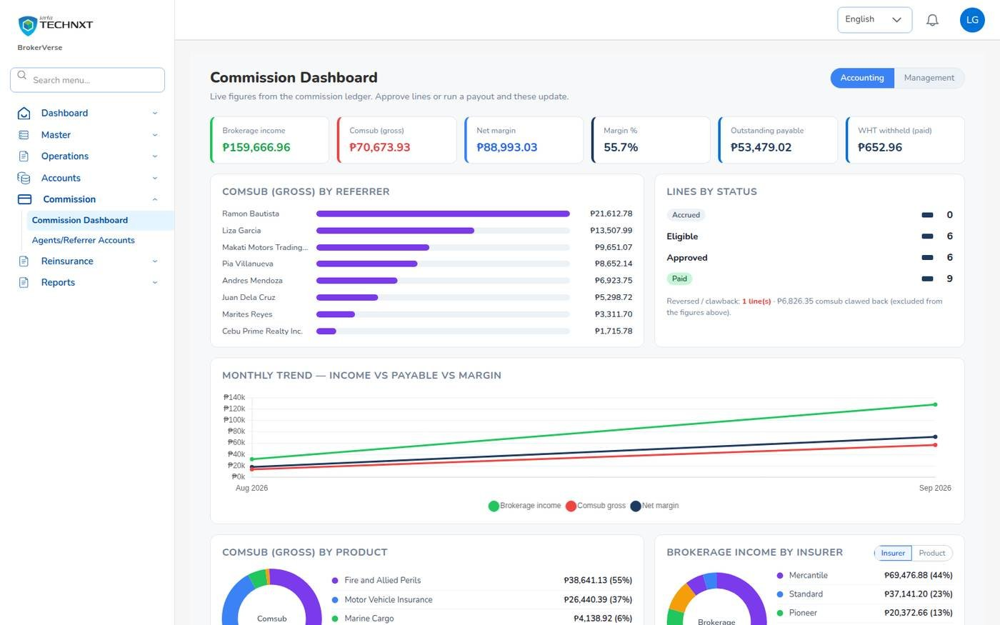 iorta
TECHNXT
BrokerVerse
Search menu...
Dashboard
Master
Operations
Accounts
Commission
Commission Dashboard
Agents/Referrer Accounts
Reinsurance
Reports
English
LG
Commission Dashboard
Live figures from the commission ledger. Approve lines or run a payout and these update.
Accounting
Management
Brokerage income
₱159,666.96
Comsub (gross)
₱70,673.93
Net margin
₱88,993.03
Margin %
55.7%
Outstanding payable
₱53,479.02
WHT withheld (paid)
₱652.96
COMSUB (GROSS) BY REFERRER
Ramon Bautista ₱21,612.78
Liza Garcia ₱13,507.99
Makati Motors Trading... ₱9,651.07
Pia Villanueva ₱8,652.14
Andres Mendoza ₱6,923.75
Juan Dela Cruz ₱5,298.72
Marites Reyes ₱3,311.70
Cebu Prime Realty Inc. ₱1,715.78
LINES BY STATUS
Accrued 0
Eligible 6
Approved 6
Paid 9
Reversed / clawback: 1 line(s) · ₱6,826.35 comsub clawed back (excluded from
the figures above).
MONTHLY TREND — INCOME VS PAYABLE VS MARGIN
₱140k
₱120k
₱100k
₱80k
₱60k
₱40k
₱20k
₱0k
Aug 2026
Sep 2026
Brokerage income
Comsub gross
Net margin
COMSUB (GROSS) BY PRODUCT
Comsub
Fire and Allied Perils ₱38,641.13 (55%)
Motor Vehicle Insurance ₱26,440.39 (37%)
Marine Cargo ₱4,138.92 (6%)
BROKERAGE INCOME BY INSURER
Insurer
Product
Brokerage
Mercantile ₱69,476.88 (44%)
Standard ₱37,141.20 (23%)
Pioneer ₱20,372.66 (13%)